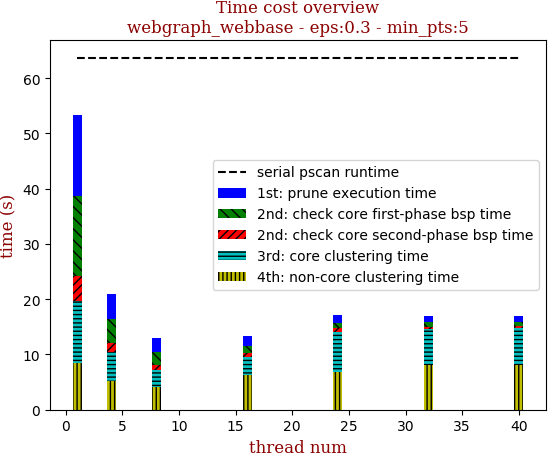 Time cost overview
webgraph_webbase - eps:0.3 - min_pts:5
time (s)
60
50
40
30
20
10
0
serial pscan runtime
1st: prune execution time
2nd: check core first-phase bsp time
2nd: check core second-phase bsp time
3rd: core clustering time
4th: non-core clustering time
0 5 10 15 20 25 30 35 40
thread num